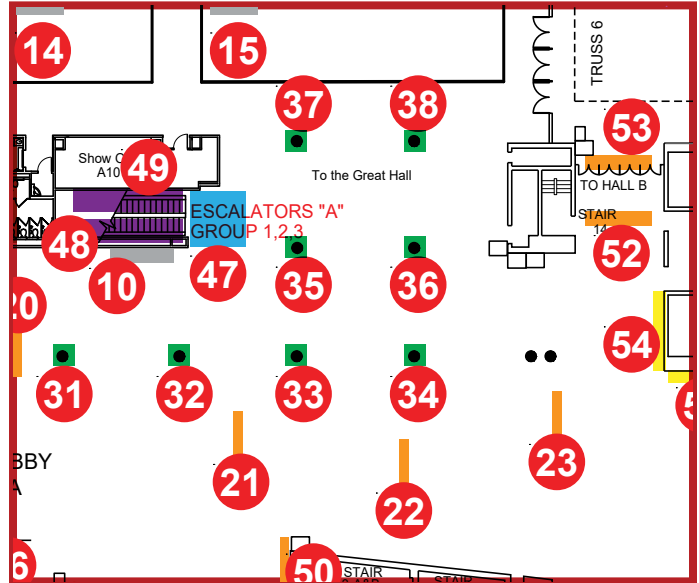 14
15
TRUSS 6
37
38
53
49
A10
To the Great Hall
TO HALL B
ESCALATORS "A"
GROUP 1,2,3
STAIR
14
48
10
47
35
36
52
20
54
31
32
33
34
21
22
23
BBY
A
50
STAIR
STAIR